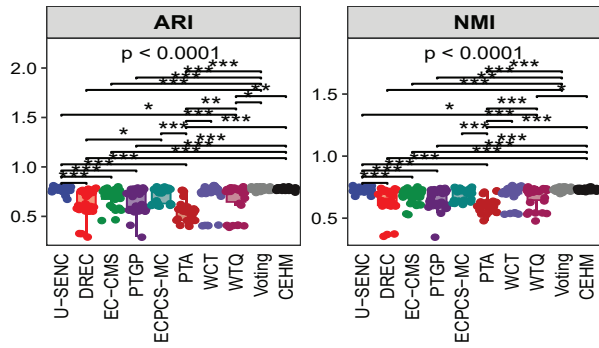 ARI
NMI
p < 0.0001
p < 0.0001
2.0
1.5
1.0
0.5
1.5
1.0
0.5
***
***
***
**
*
*
**
***
*
***
***
***
***
***
***
***
***
***
***
***
*
*
***
***
***
***
***
***
***
***
U-SENC
DREC
EC-CMS
PTGP
ECPCS-MC
PTA
WCT
WTQ
Voting
CEHM
U-SENC
DREC
EC-CMS
PTGP
ECPCS-MC
PTA
WCT
WTQ
Voting
CEHM